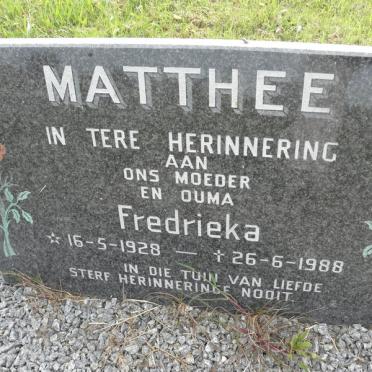 MATTHEE
IN TERE HERINNERING
AAN
ONS MOEDER
EN OUMA
Fredrieka
☆ 16-5-1928 — † 26-6-1988
IN DIE TUIN VAN LIEFDE
STERF HERINNERINGE NOOIT.